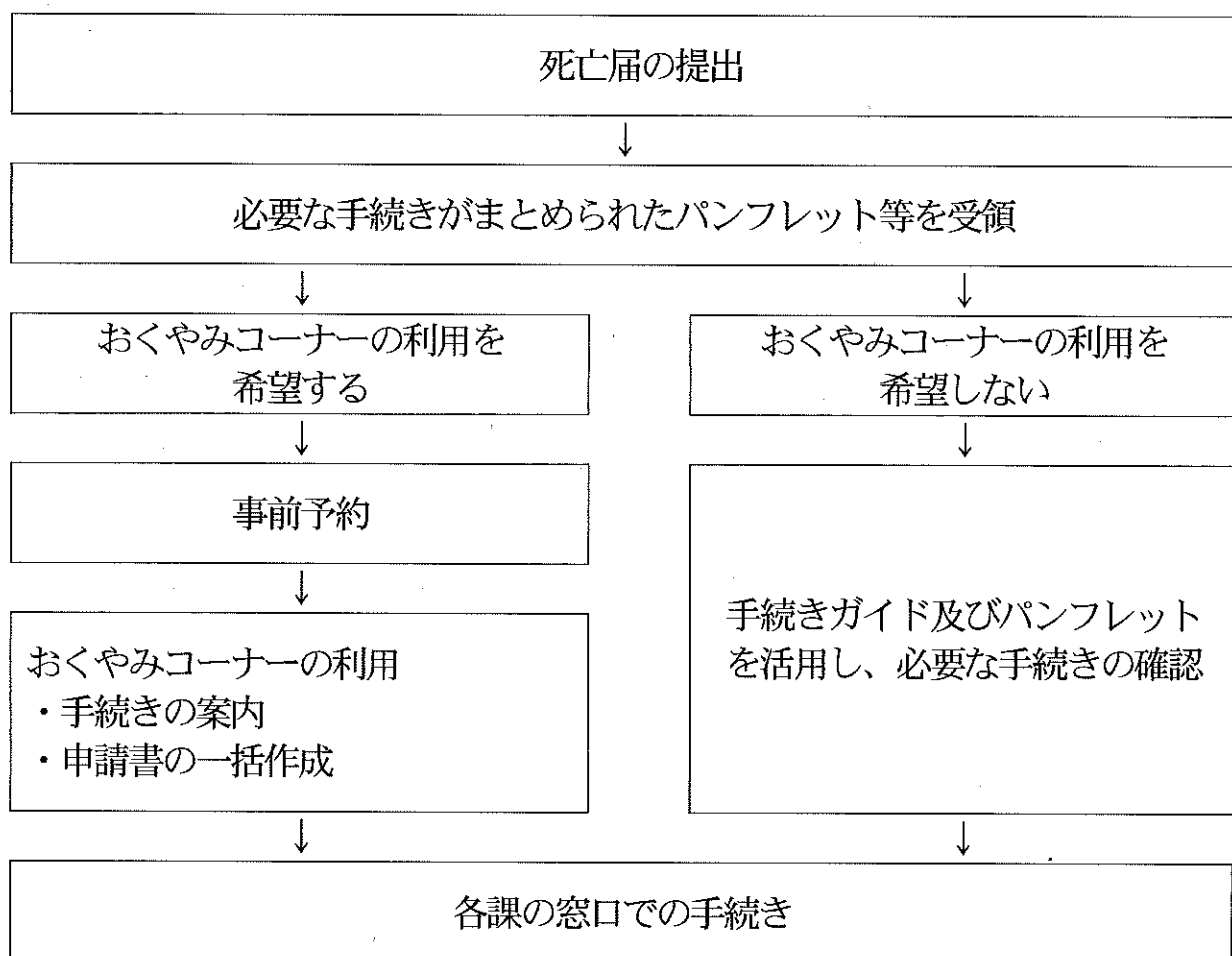 死亡届の提出
↓
必要な手続きがまとめられたパンフレット等を受領
↓ ↓
おくやみコーナーの利用を
希望する
おくやみコーナーの利用を
希望しない
↓ ↓
事前予約
↓
おくやみコーナーの利用
・手続きの案内
・申請書の一括作成
手続きガイド及びパンフレット
を活用し、必要な手続きの確認
↓ ↓
各課の窓口での手続き